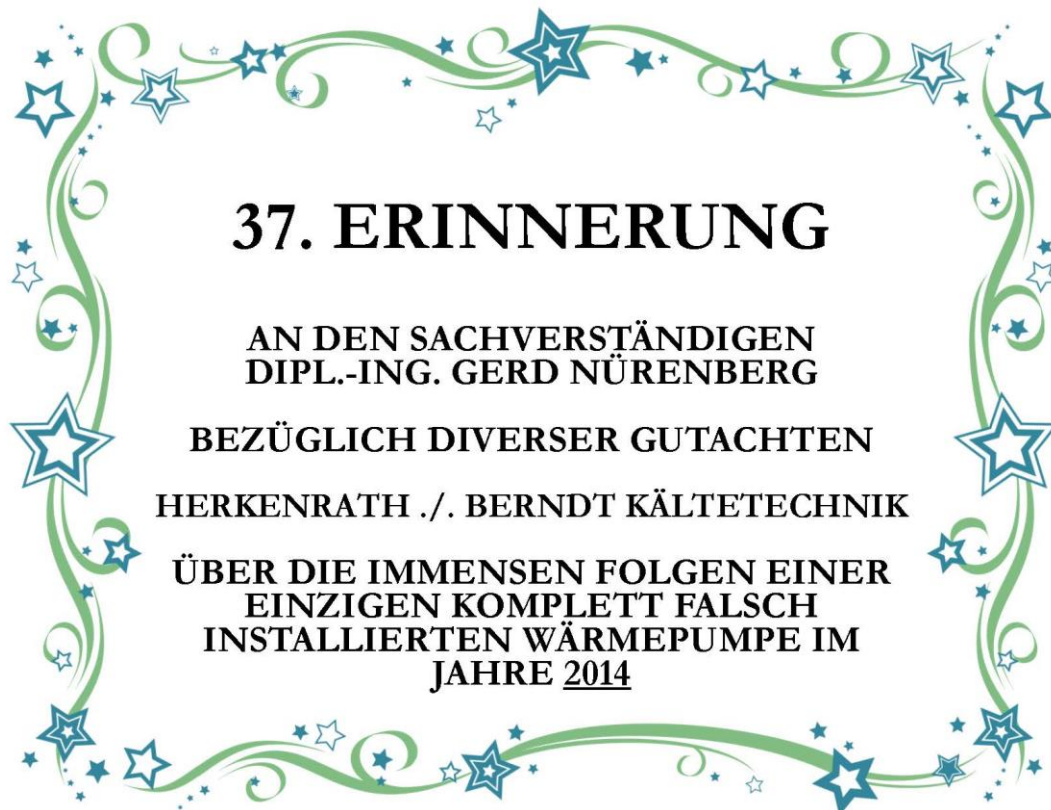 37. ERINNERUNG
AN DEN SACHVERSTÄNDIGEN
DIPL.-ING. GERD NÜRENBERG
BEZÜGLICH DIVERSER GUTACHTEN
HERKENRATH ./. BERNDT KÄLTETECHNIK
ÜBER DIE IMMENSEN FOLGEN EINER
EINZIGEN KOMPLETT FALSCH
INSTALLIERTEN WÄRMEPUMPE IM
JAHRE 2014